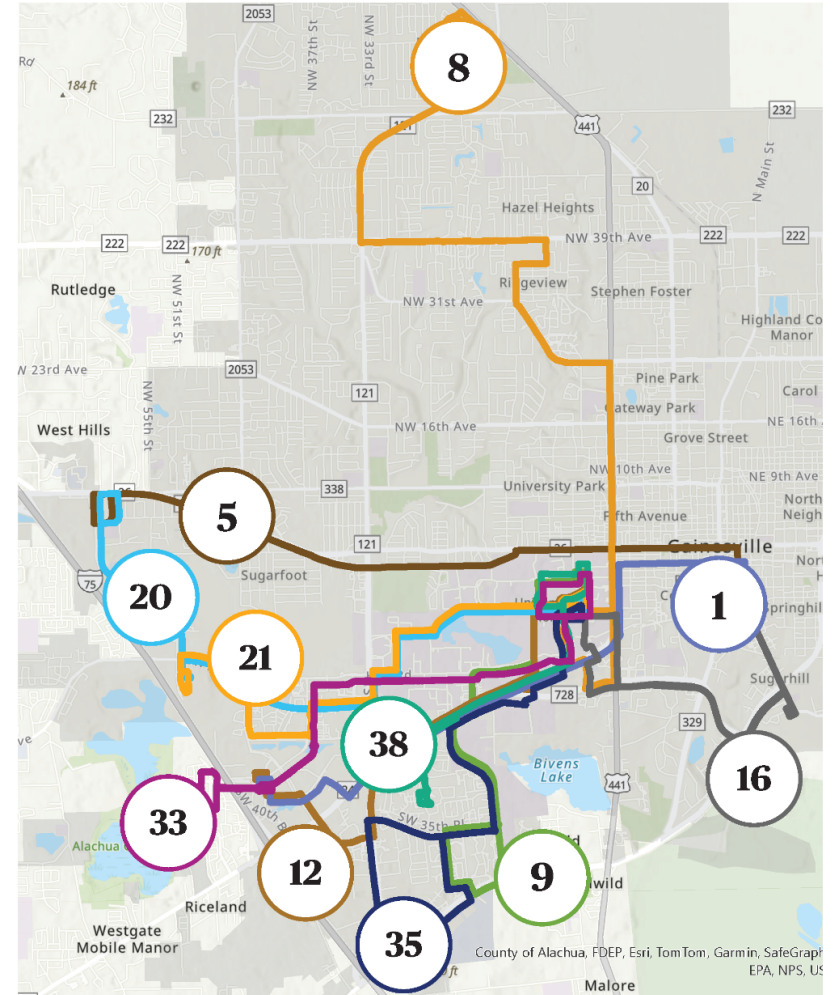 2053
NW 37th St
NW 33rd St
Rd
184 ft
8
232
232
441
20
N Main St
Hazel Heights
222
222
170 ft
NW 39th Ave
222
222
Rutledge
NW 51st St
NW 31st Ave
Stephen Foster
Highland Co
Manor
W 23rd Ave
2053
NW 55th St
121
Pine Park
Carol
West Hills
NW 16th Ave
Gateway Park
NE 16th
Grove Street
NW 10th Ave
NE 9th Ave
338
University Park
North
Neigh
5
Fifth Avenue
121
26
Gainesville
75
Sugarfoot
20
1
21
Sugarhill
728
329
38
Bivens
Lake
441
16
33
SW 35th Pl
Alachua
12
9
Riceland
Westgate
Mobile Manor
35
County of Alachua, FDEP, Esri, TomTom, Garmin, SafeGraph
EPA, NPS, US
Malore